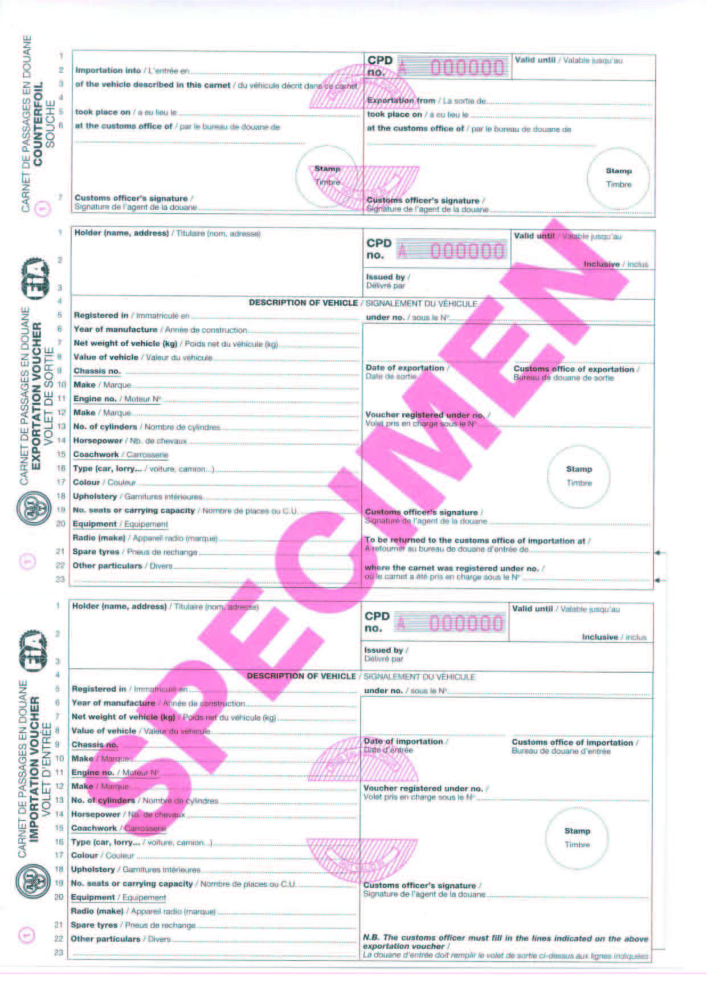 CARNET DE PASSAGES EN DOUANE
COUNTERFOIL
SOUCHE
1
1
2 Importation into / L'entrée en
3 of the vehicle described in this carnet / du véhicule décrit dans ce carnet
4
5 took place on / a eu lieu le
6 at the customs office of / par le bureau de douane de
Stamp
Timbre
7 Customs officer's signature /
Signature de l'agent de la douane
CPD no. A 000000
Valid until / Valable jusqu'au
Exportation from / La sortie de
took place on / a eu lieu le
at the customs office of / par le bureau de douane de
Stamp
Timbre
Customs officer's signature /
Signature de l'agent de la douane
SPECIMEN
CARNET DE PASSAGES EN DOUANE
EXPORTATION VOUCHER
VOLET DE SORTIE
FiA
AIT
1
1 Holder (name, address) / Titulaire (nom, adresse)
2
3
CPD no. A 000000
Valid until / Valable jusqu'au
Inclusive / inclus
Issued by /
Délivré par
4 DESCRIPTION OF VEHICLE / SIGNALEMENT DU VÉHICULE
5 Registered in / Immatriculé en
under no. / sous le Nº
6 Year of manufacture / Année de construction
7 Net weight of vehicle (kg) / Poids net du véhicule (kg)
8 Value of vehicle / Valeur du véhicule
9 Chassis no.
10 Make / Marque
11 Engine no. / Moteur Nº
12 Make / Marque
13 No. of cylinders / Nombre de cylindres
14 Horsepower / Nb. de chevaux
15 Coachwork / Carrosserie
16 Type (car, lorry... / voiture, camion...)
17 Colour / Couleur
18 Upholstery / Garnitures intérieures
19 No. seats or carrying capacity / Nombre de places ou C.U.
20 Equipment / Equipement
Radio (make) / Appareil radio (marque)
21 Spare tyres / Pneus de rechange
22 Other particulars / Divers
23
Date of exportation /
Date de sortie
Customs office of exportation /
Bureau de douane de sortie
Voucher registered under no. /
Volet pris en charge sous le Nº
Stamp
Timbre
Customs officer's signature /
Signature de l'agent de la douane
To be returned to the customs office of importation at /
A retourner au bureau de douane d'entrée de
where the carnet was registered under no. /
où le carnet a été pris en charge sous le Nº
CARNET DE PASSAGES EN DOUANE
IMPORTATION VOUCHER
VOLET D'ENTRÉE
FiA
AIT
1
1 Holder (name, address) / Titulaire (nom, adresse)
2
3
CPD no. A 000000
Valid until / Valable jusqu'au
Inclusive / inclus
Issued by /
Délivré par
4 DESCRIPTION OF VEHICLE / SIGNALEMENT DU VÉHICULE
5 Registered in / Immatriculé en
under no. / sous le Nº
6 Year of manufacture / Année de construction
7 Net weight of vehicle (kg) / Poids net du véhicule (kg)
8 Value of vehicle / Valeur du véhicule
9 Chassis no.
10 Make / Marque
11 Engine no. / Moteur Nº
12 Make / Marque
13 No. of cylinders / Nombre de cylindres
14 Horsepower / Nb. de chevaux
15 Coachwork / Carrosserie
16 Type (car, lorry... / voiture, camion...)
17 Colour / Couleur
18 Upholstery / Garnitures intérieures
19 No. seats or carrying capacity / Nombre de places ou C.U.
20 Equipment / Equipement
Radio (make) / Appareil radio (marque)
21 Spare tyres / Pneus de rechange
22 Other particulars / Divers
23
Date of importation /
Date d'entrée
Customs office of importation /
Bureau de douane d'entrée
Voucher registered under no. /
Volet pris en charge sous le Nº
Stamp
Timbre
Customs officer's signature /
Signature de l'agent de la douane
N.B. The customs officer must fill in the lines indicated on the above
exportation voucher /
La douane d'entrée doit remplir le volet de sortie ci-dessus aux lignes indiquées